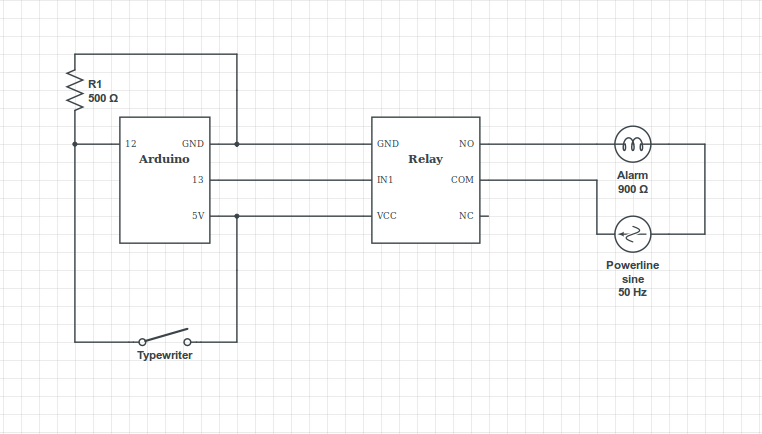 R1
500 Ω
12
GND
Arduino
13
5V
GND
NO
Relay
IN1
COM
VCC
NC
Alarm
900 Ω
Powerline
sine
50 Hz
Typewriter